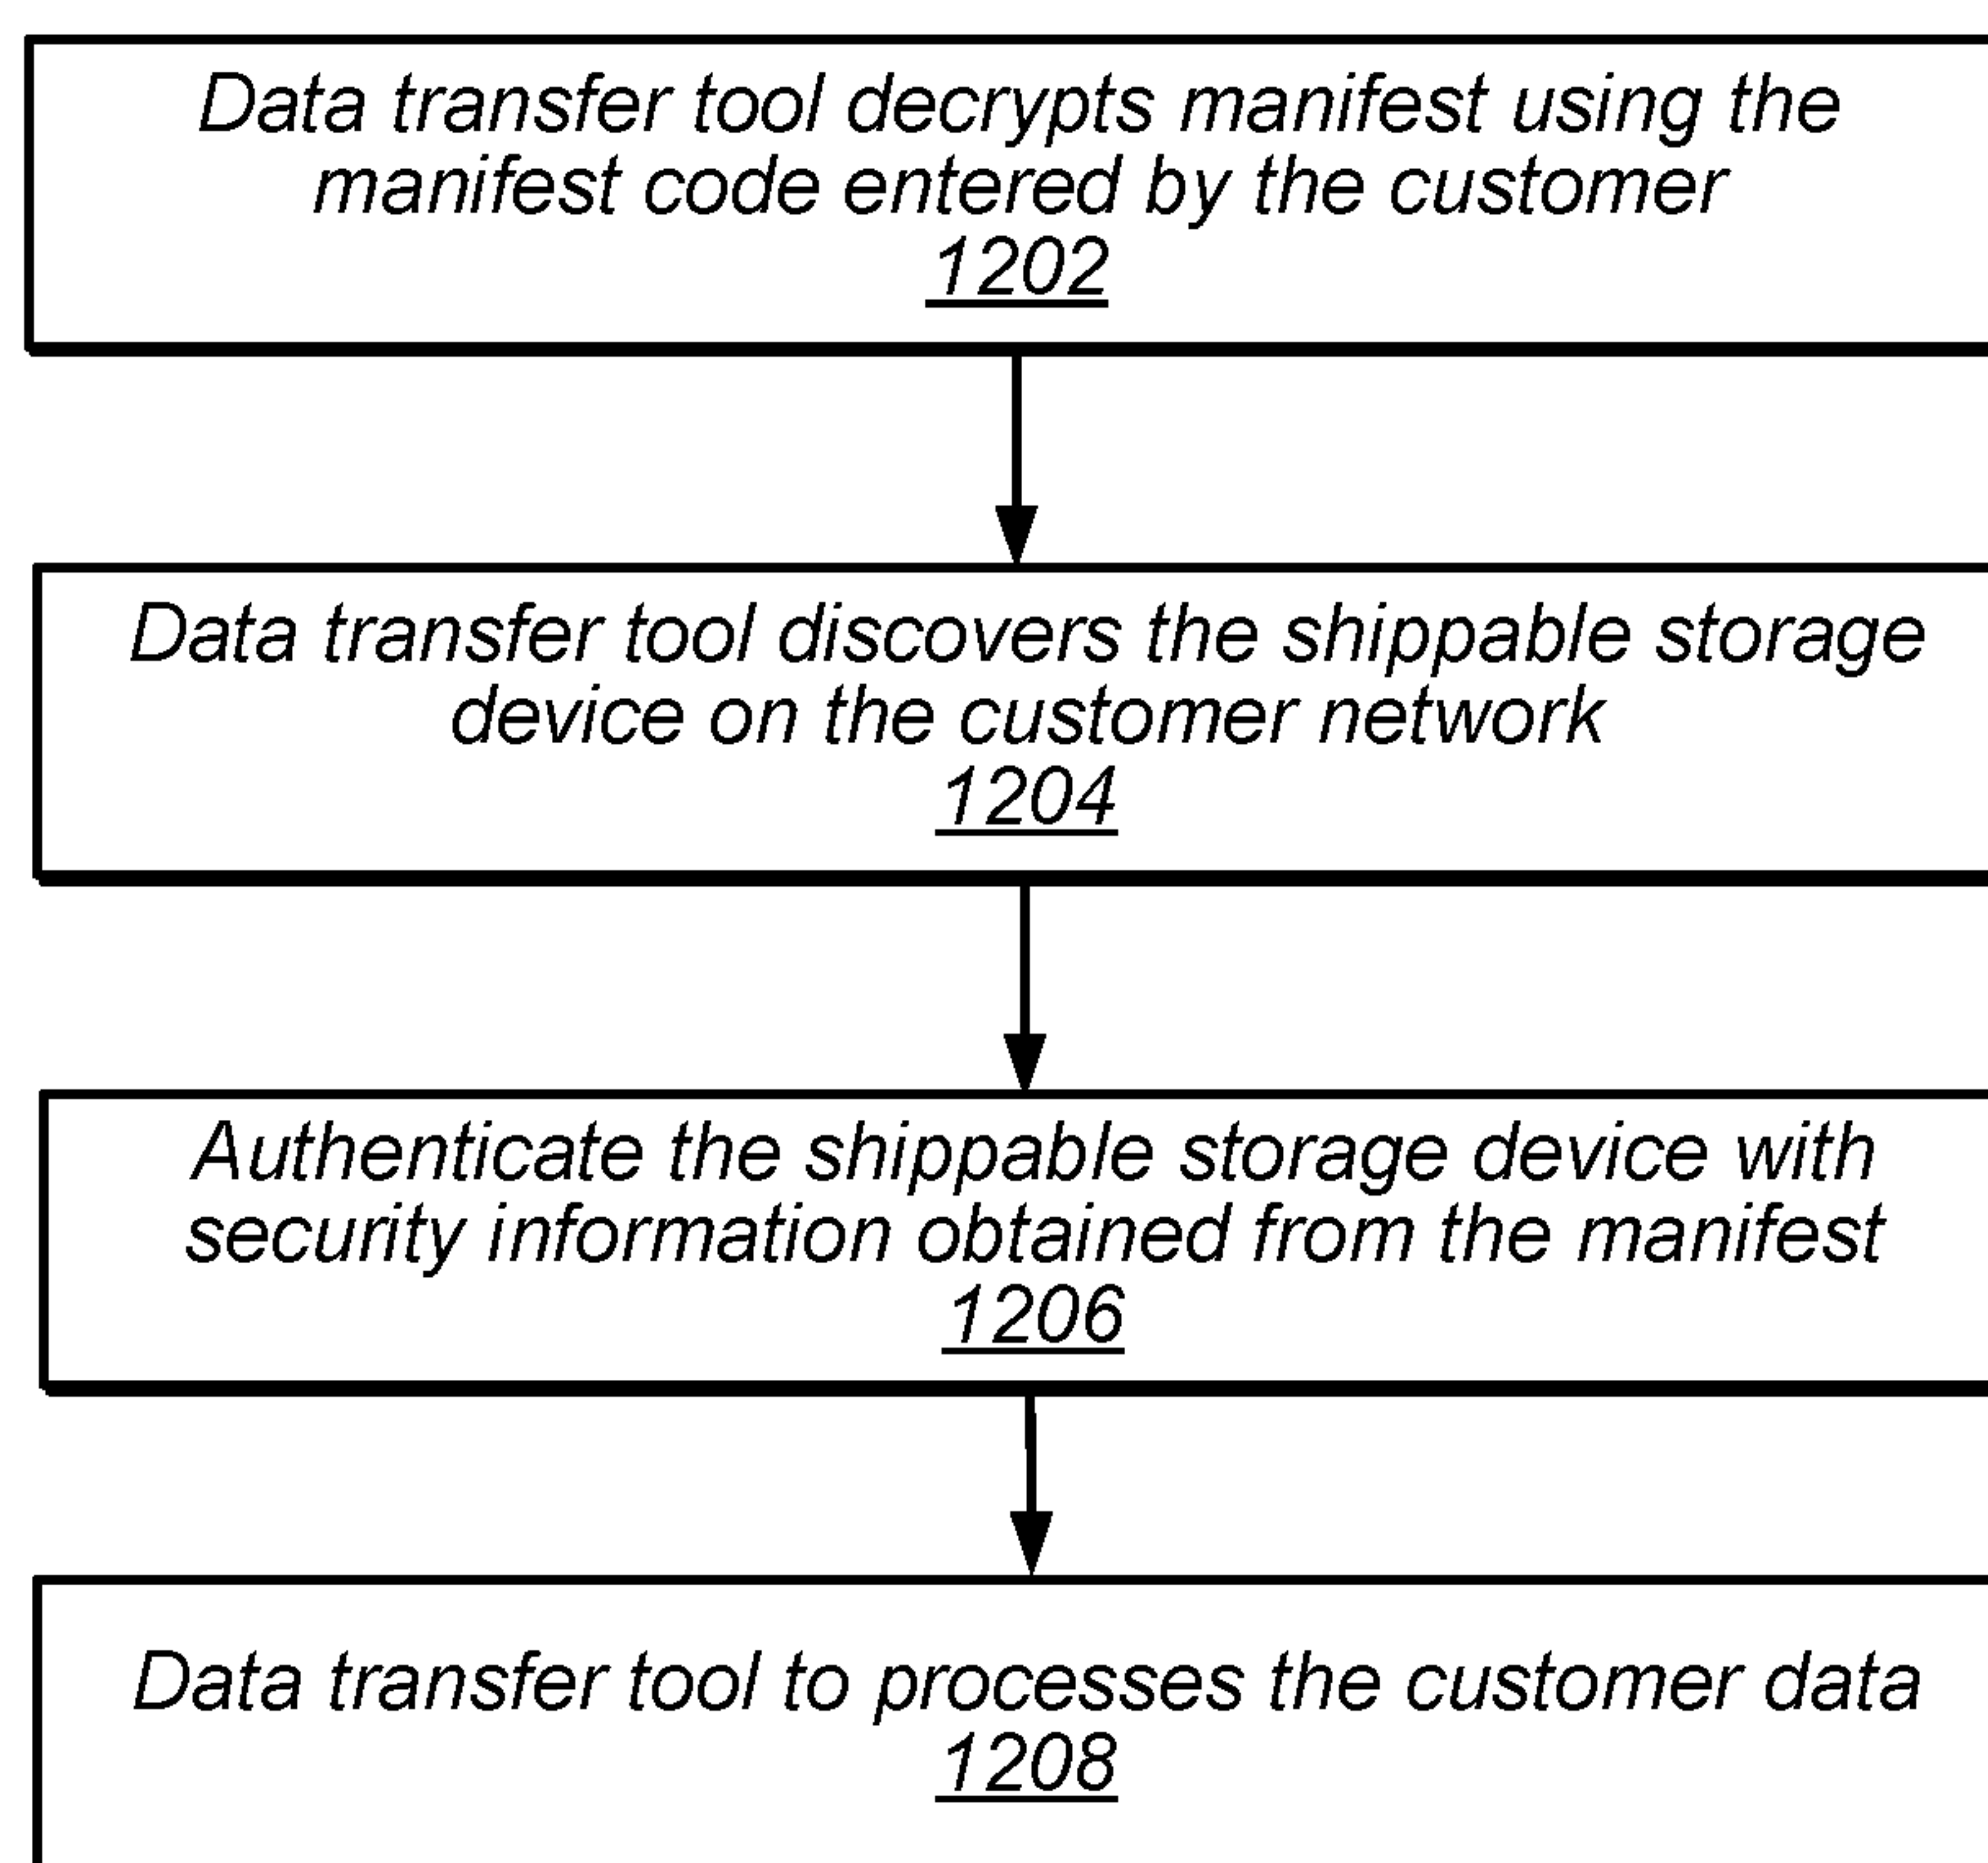 Data transfer tool decrypts manifest using the
manifest code entered by the customer
1202
Data transfer tool discovers the shippable storage
device on the customer network
1204
Authenticate the shippable storage device with
security information obtained from the manifest
1206
Data transfer tool to processes the customer data
1208